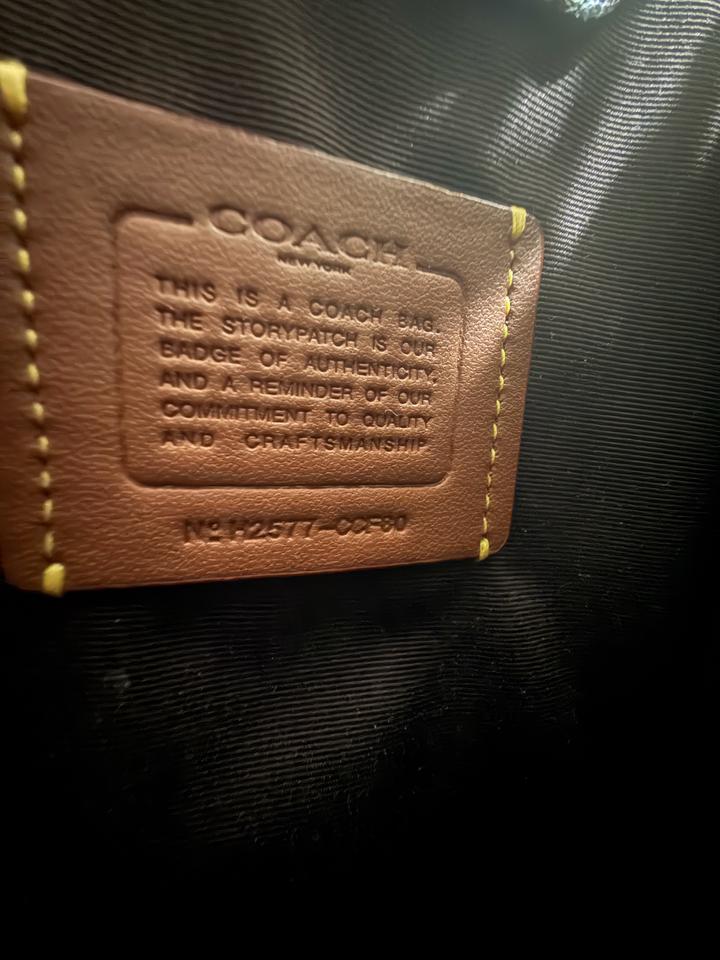 COACH
NEW YORK
THIS IS A COACH BAG.
THE STORYPATCH IS OUR
BADGE OF AUTHENTICITY,
AND A REMINDER OF OUR
COMMITMENT TO QUALITY
AND CRAFTSMANSHIP
Nº H2577-CCF80